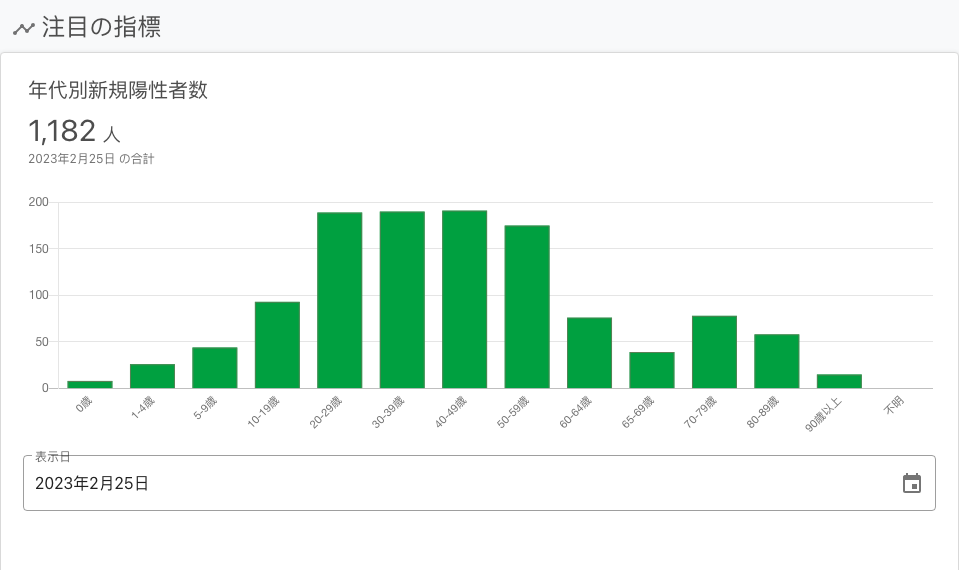 注目の指標
年代別新規陽性者数
1,182 人
2023年2月25日 の合計
200
150
100
50
0
0歳
1-4歳
5-9歳
10-19歳
20-29歳
30-39歳
40-49歳
50-59歳
60-64歳
65-69歳
70-79歳
80-89歳
90歳以上
不明
表示日
2023年2月25日